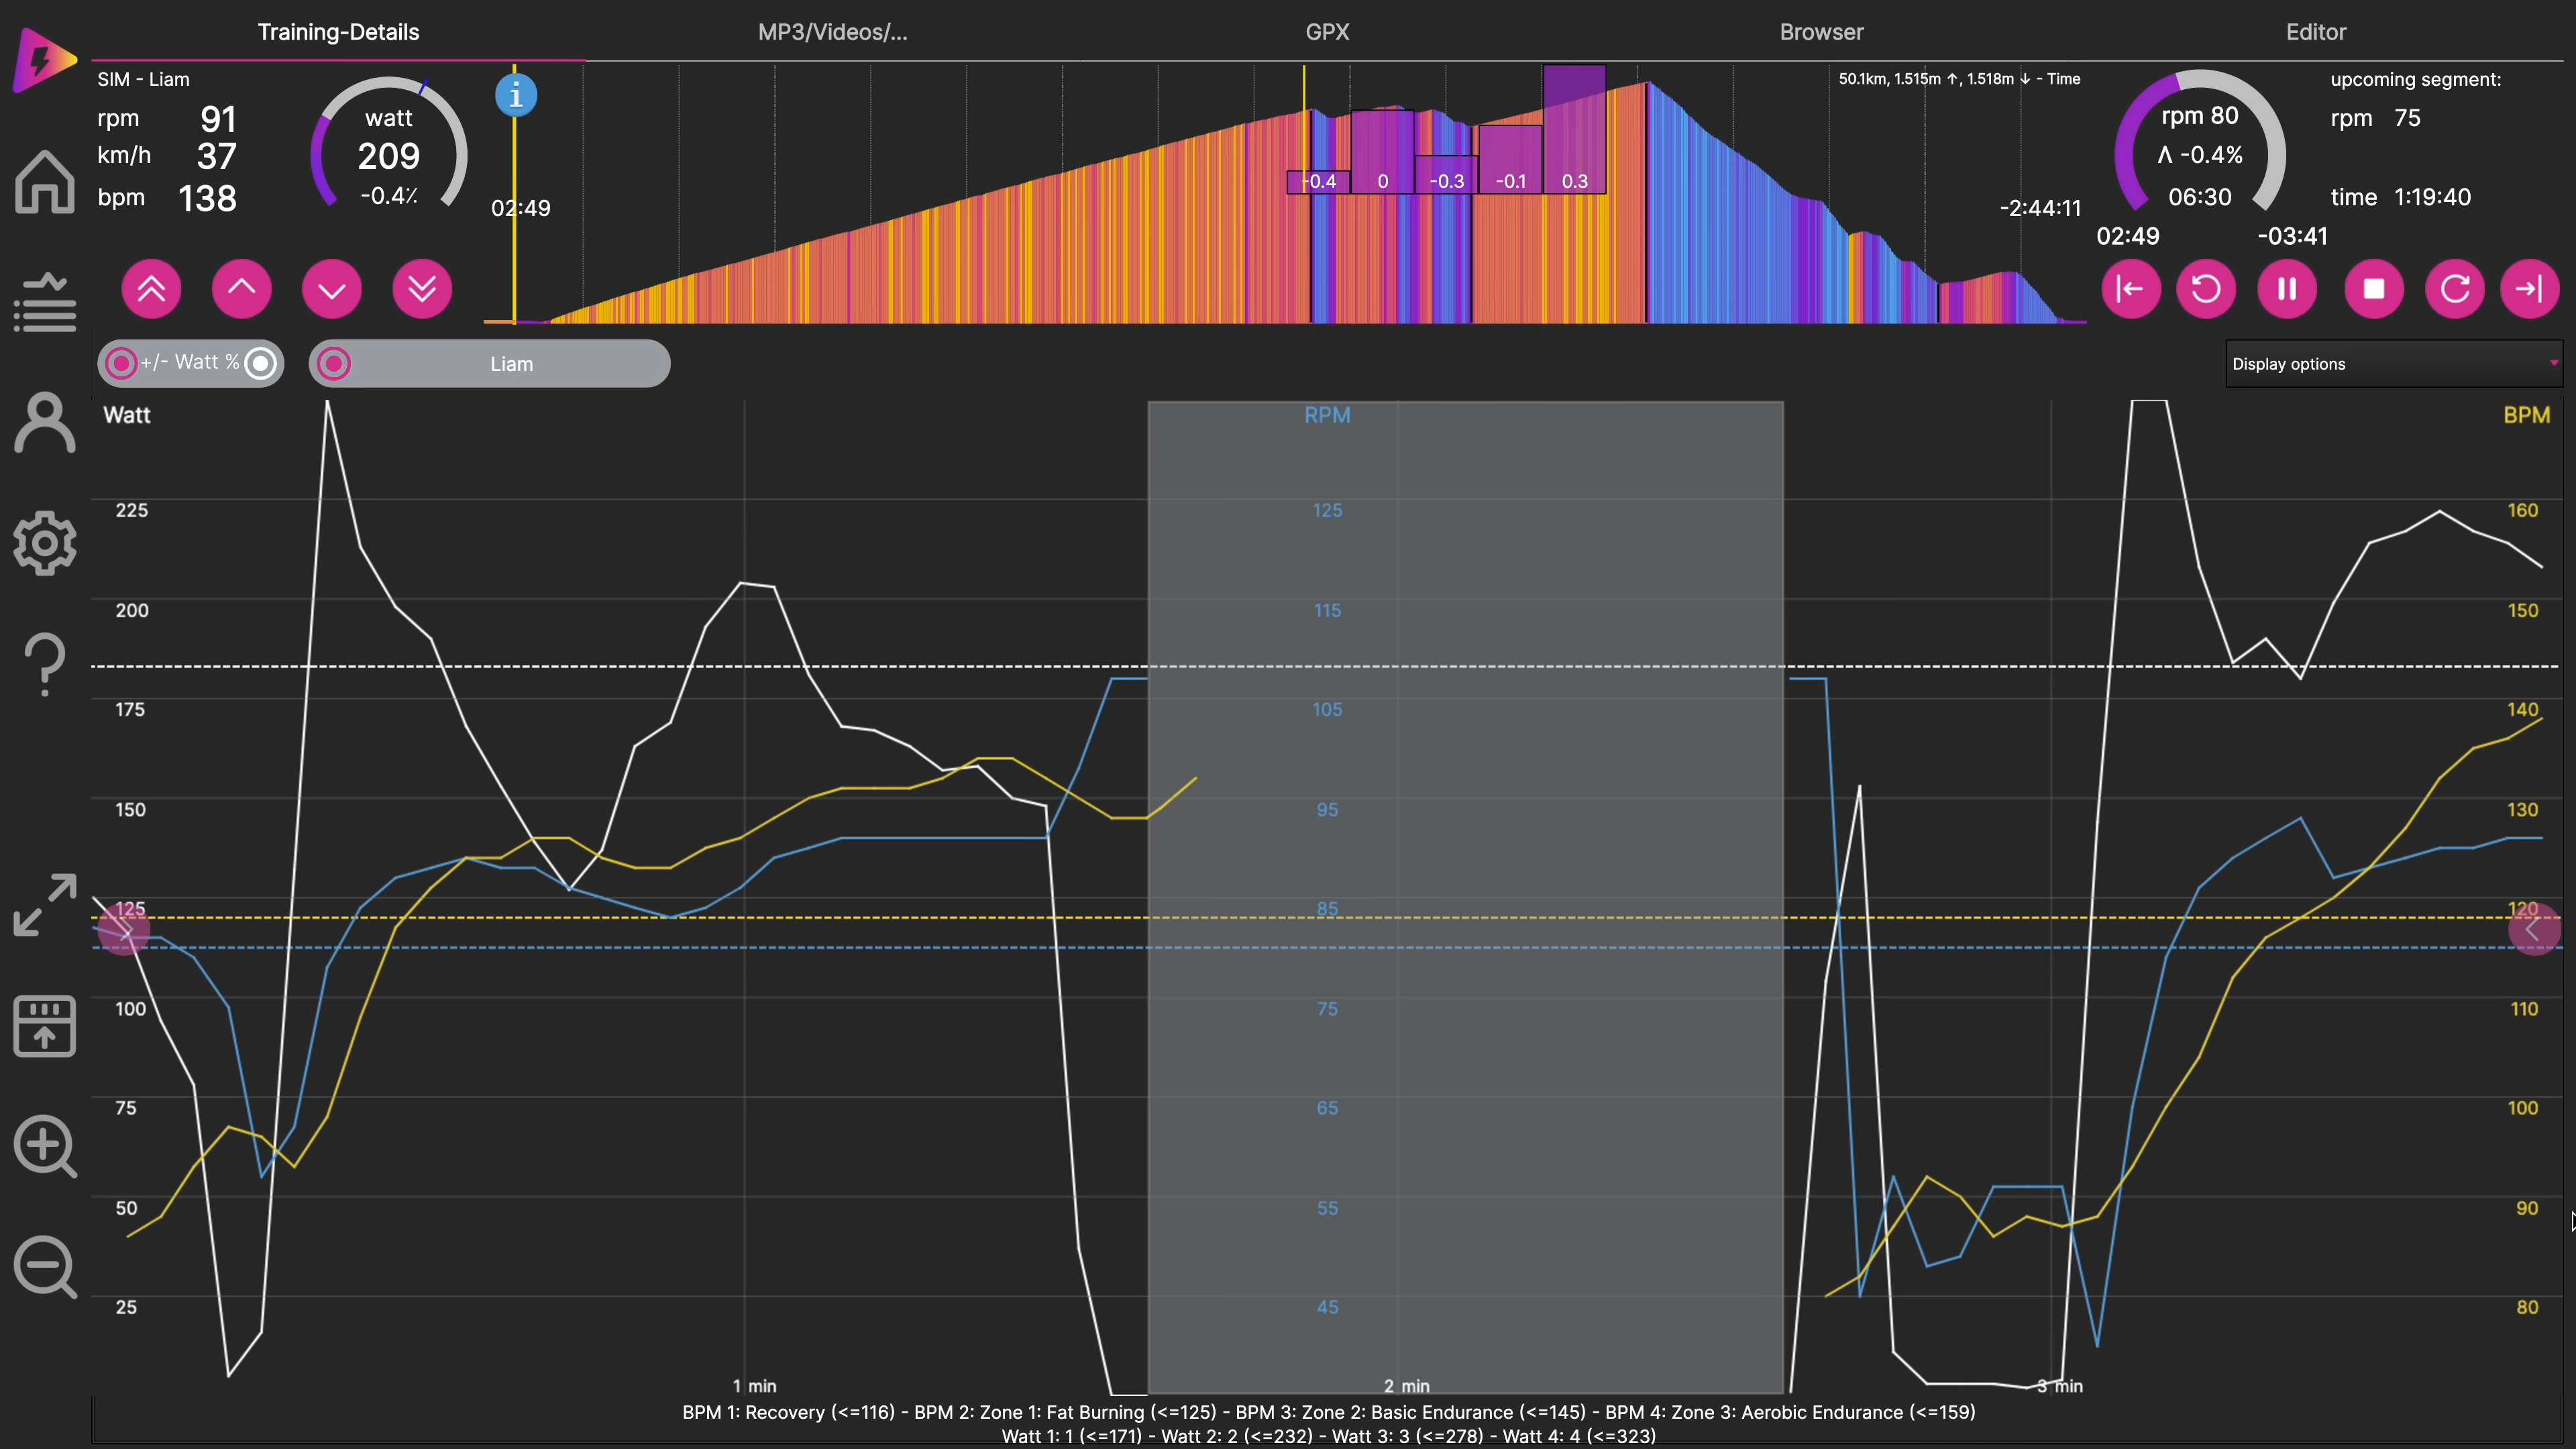 Training-Details
MP3/Videos/...
GPX
Browser
Editor
SIM - Liam
rpm 91
km/h 37
bpm 138
watt
209
-0.4%
i
02:49
50.1km, 1.515m ↑, 1.518m ↓ - Time
-0.4
0
-0.3
-0.1
0.3
-2:44:11
rpm 80
Λ -0.4%
06:30
02:49
-03:41
upcoming segment:
rpm 75
time 1:19:40
+/- Watt %
Liam
Display options
Watt
RPM
BPM
225
125
160
200
115
150
175
105
140
150
95
130
125
85
120
100
75
110
75
65
100
50
55
90
25
45
80
1 min
2 min
3 min
BPM 1: Recovery (<=116) - BPM 2: Zone 1: Fat Burning (<=125) - BPM 3: Zone 2: Basic Endurance (<=145) - BPM 4: Zone 3: Aerobic Endurance (<=159)
Watt 1: 1 (<=171) - Watt 2: 2 (<=232) - Watt 3: 3 (<=278) - Watt 4: 4 (<=323)